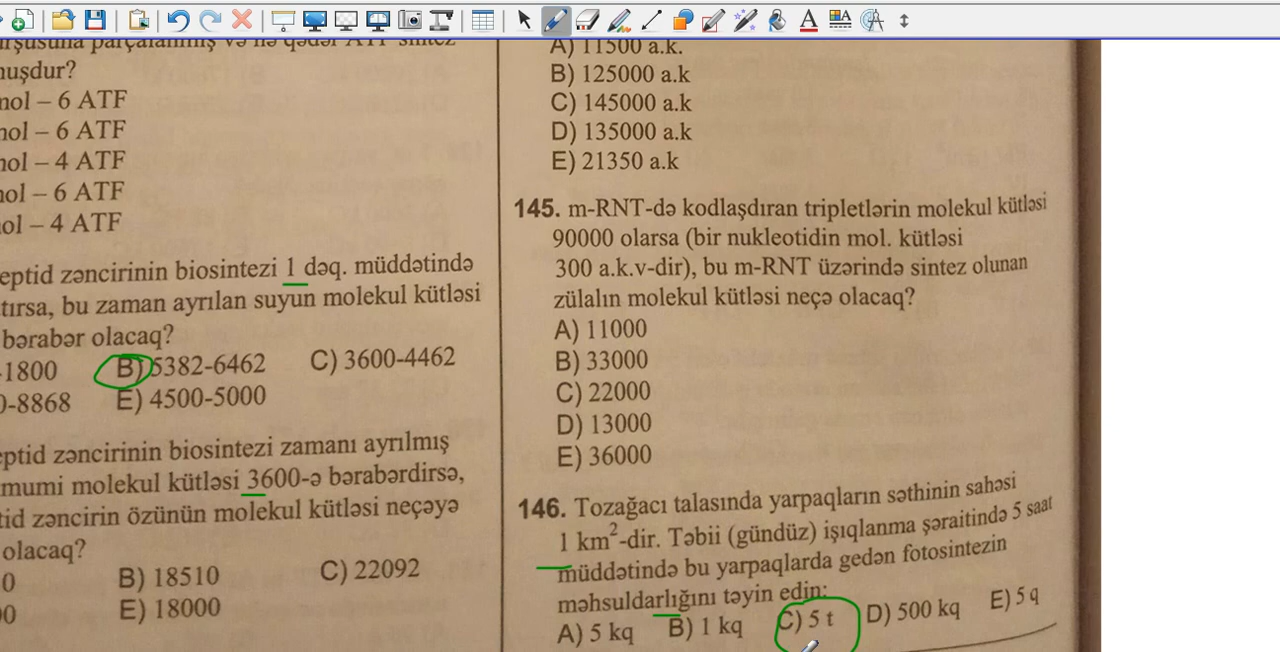 və nə qədər ATF sintez
nuşdur?
nol – 6 ATF
nol – 6 ATF
nol – 4 ATF
nol – 6 ATF
ol – 4 ATF
eptid zəncirinin biosintezi 1 dəq. müddətində
tırsa, bu zaman ayrılan suyun molekul kütləsi
bərabər olacaq?
-1800 B) 5382-6462 C) 3600-4462
0-8868 E) 4500-5000
eptid zəncirinin biosintezi zamanı ayrılmış
mumi molekul kütləsi 3600-ə bərabərdirsə,
tid zəncirin özünün molekul kütləsi neçəyə
olacaq?
0 B) 18510 C) 22092
00 E) 18000
A) 11500 a.k.
B) 125000 a.k
C) 145000 a.k
D) 135000 a.k
E) 21350 a.k
145. m-RNT-də kodlaşdıran tripletlərin molekul kütləsi
90000 olarsa (bir nukleotidin mol. kütləsi
300 a.k.v-dir), bu m-RNT üzərində sintez olunan
zülalın molekul kütləsi neçə olacaq?
A) 11000
B) 33000
C) 22000
D) 13000
E) 36000
146. Tozağacı talasında yarpaqların səthinin sahəsi
1 km²-dir. Təbii (gündüz) işıqlanma şəraitində 5 saat
müddətində bu yarpaqlarda gedən fotosintezin
məhsuldarlığını təyin edin:
A) 5 kq B) 1 kq C) 5 t D) 500 kq E) 5 q